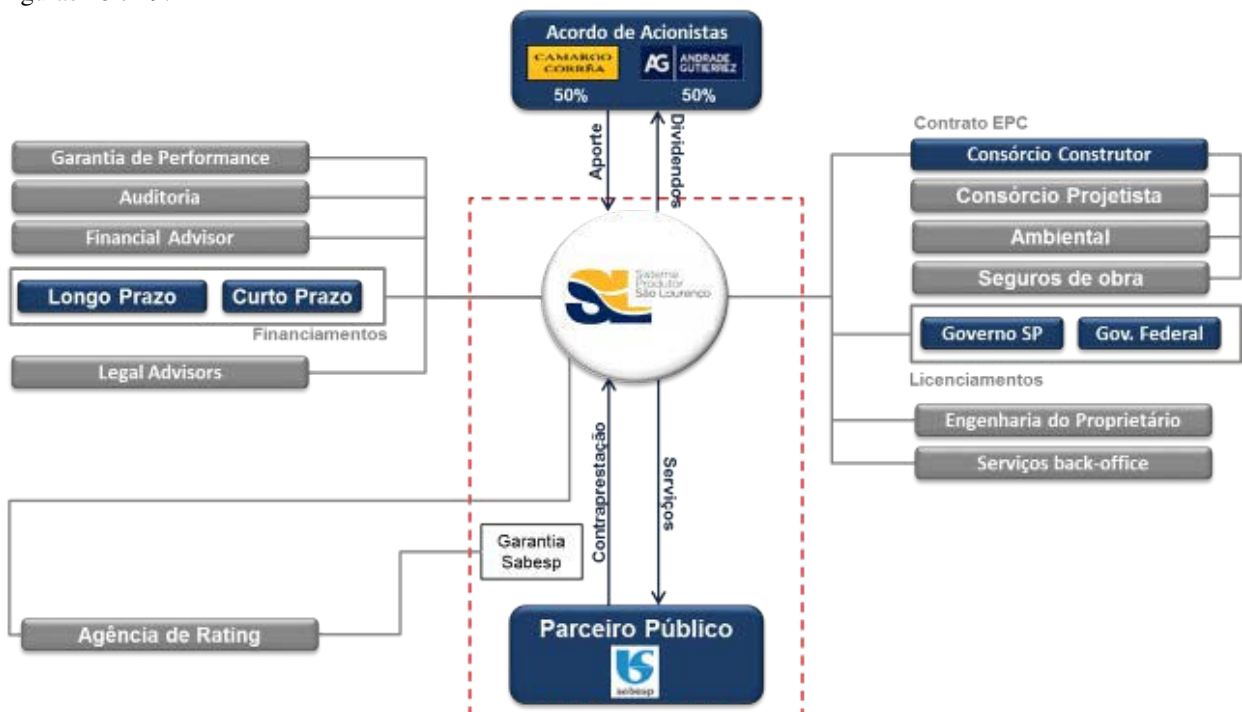 Acordo de Acionistas
CAMARGO
CORRÊA
AG ANDRADE
GUTIERREZ
50% 50%
Aporte
Dividendos
Garantia de Performance
Auditoria
Financial Advisor
Longo Prazo Curto Prazo
Financiamentos
Legal Advisors
Sistema
Produtor
São Lourenço
Contrato EPC
Consórcio Construtor
Consórcio Projetista
Ambiental
Seguros de obra
Governo SP Gov. Federal
Licenciamentos
Engenharia do Proprietário
Serviços back-office
Contraprestação
Serviços
Garantia
Sabesp
Agência de Rating
Parceiro Público
sabesp